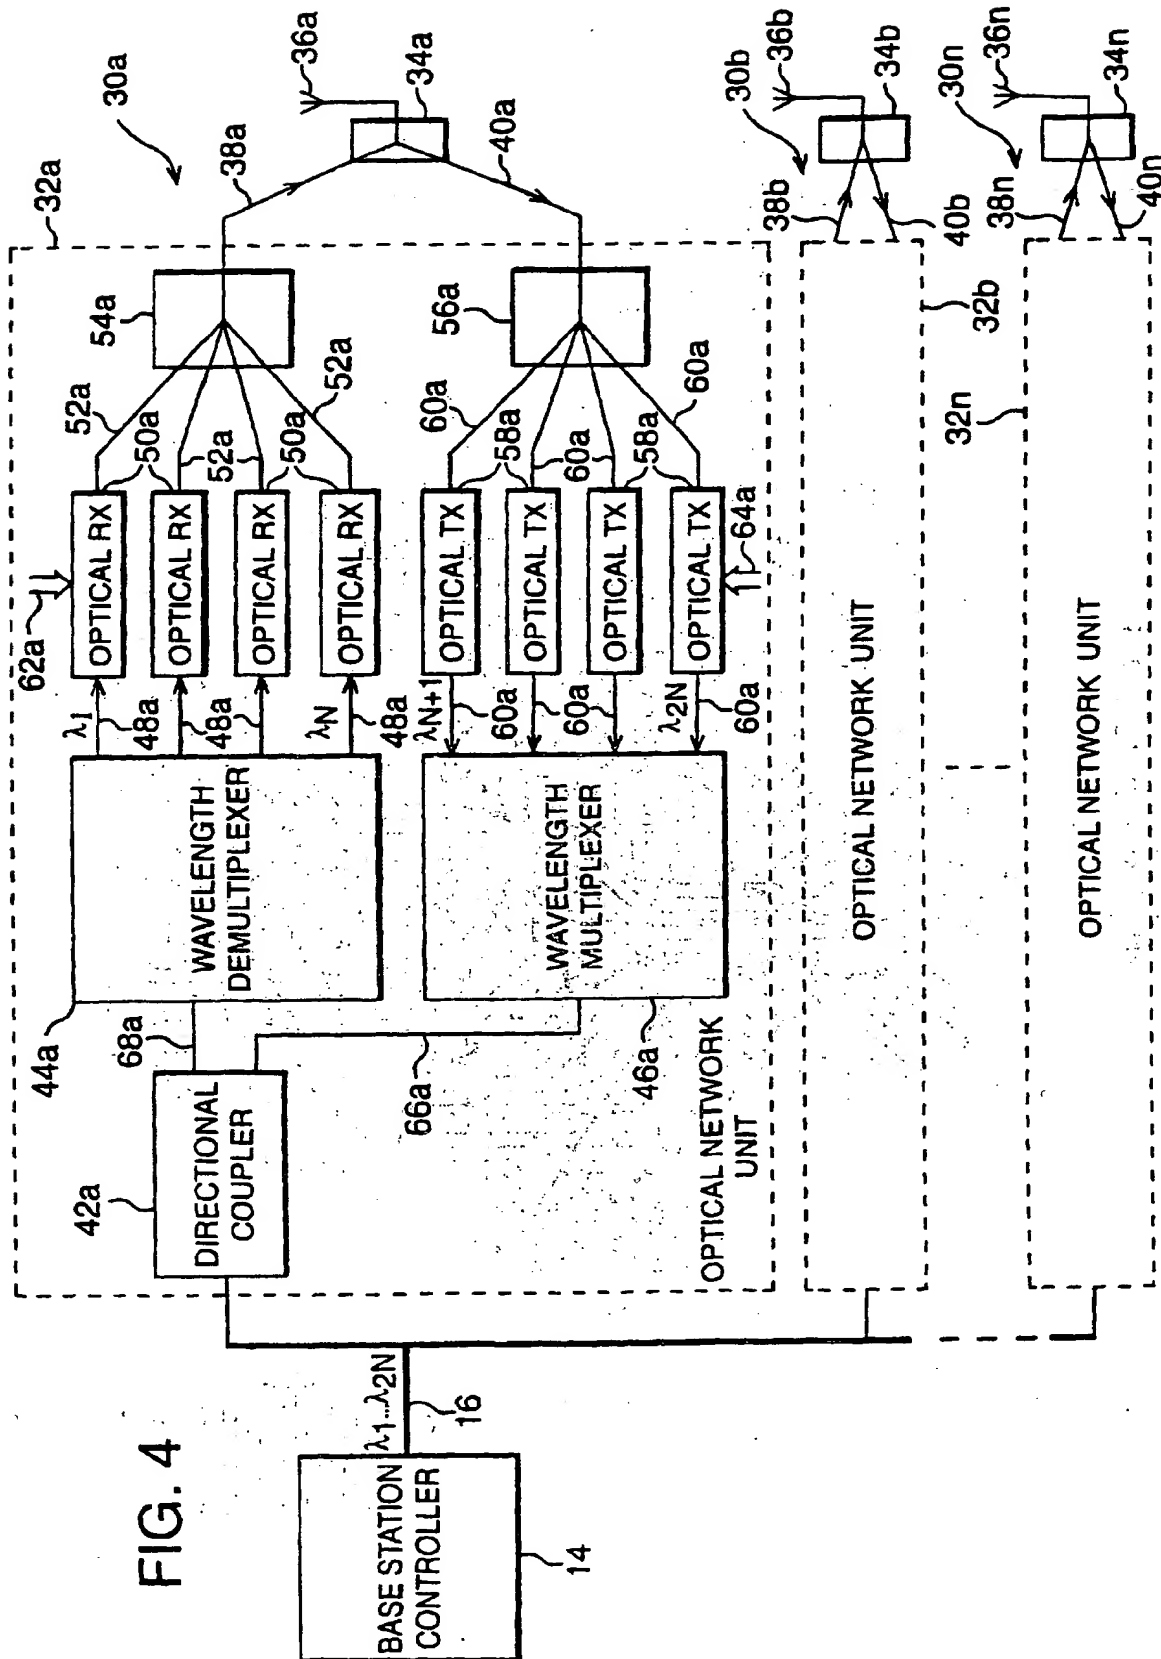 FIG. 4
30a
36a
32a
38a
34a
40a
54a
56a
52a
52a
52a
50a
50a
60a
60a
60a
58a
58a
62a
64a
OPTICAL RX
OPTICAL RX
OPTICAL RX
OPTICAL RX
OPTICAL TX
OPTICAL TX
OPTICAL TX
OPTICAL TX
λ1
48a
48a
λN
48a
λN+1
60a
60a
λ2N
60a
WAVELENGTH
DEMULTIPLEXER
44a
WAVELENGTH
MULTIPLEXER
46a
68a
66a
DIRECTIONAL
COUPLER
42a
OPTICAL NETWORK
UNIT
λ1...λ2N
16
BASE STATION
CONTROLLER
14
36b
30b
34b
38b
40b
32b
OPTICAL NETWORK UNIT
36n
30n
34n
38n
40n
32n
OPTICAL NETWORK UNIT